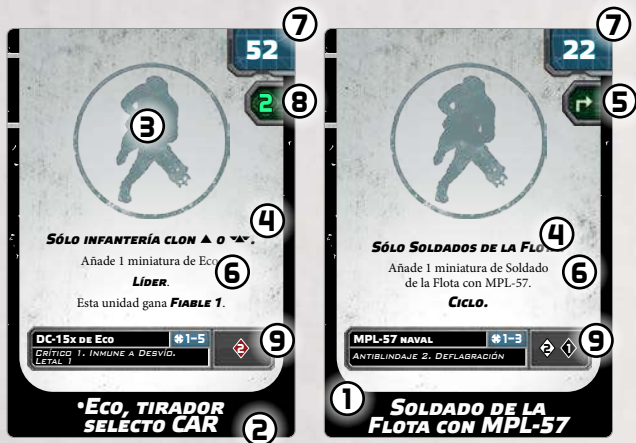 52
7
2
8
3
4
SÓLO INFANTERÍA CLON ▲ O
Añade 1 miniatura de Eco
6
LÍDER.
Esta unidad gana FIABLE 1.
DC-15X DE ECO
1-5
CRÍTICO 1. INMUNE A DESVÍO.
LETAL 1
2
9
•ECO, TIRADOR
SELECTO CAR
2
22
7
5
4
SÓLO SOLDADOS DE LA
Añade 1 miniatura de Soldado
6
de la Flota con MPL-57.
CICLO.
MPL-57 NAVAL
1-3
ANTIBLINDAJE 2. DEFLAGRACIÓN
2
1
9
1
SOLDADO DE LA
FLOTA CON MPL-57